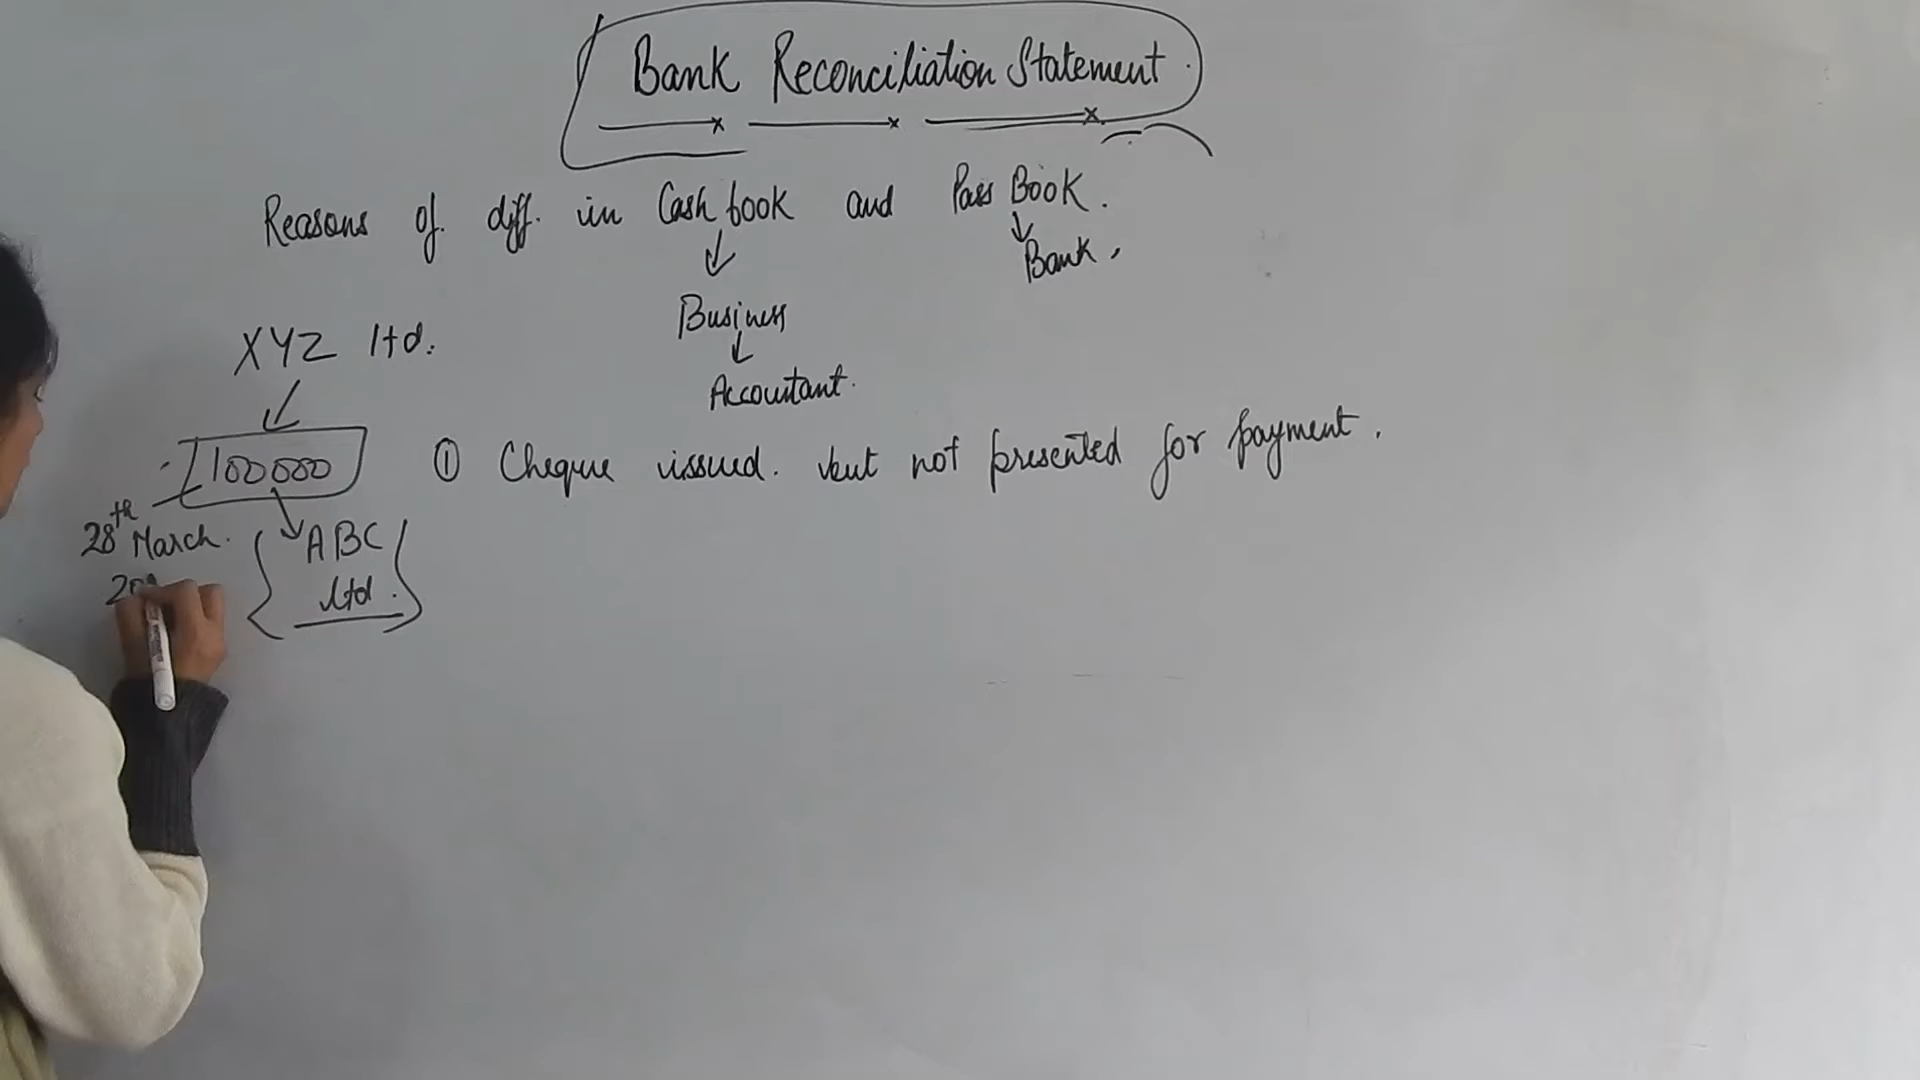 Bank Reconciliation Statement.
Reasons of diff. in Cash book and Pass Book.
Bank.
Business
XYZ ltd.
Accountant.
100000
① Cheque issued. but not presented for payment.
28th March.
ABC
ltd.